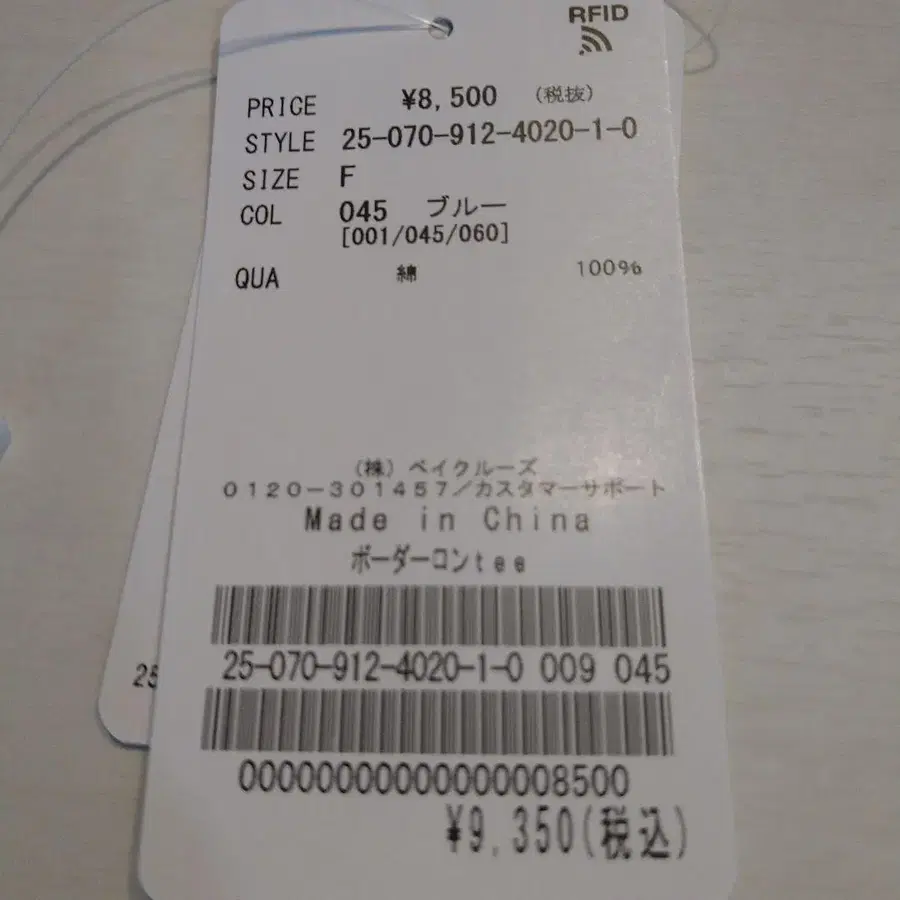 RFID
PRICE ¥8,500 (税抜)
STYLE 25-070-912-4020-1-0
SIZE F
COL 045 ブルー
[001/045/060]
QUA 綿 100%
(株) ベイクルーズ
0120-301457/カスタマーサポート
Made in China
ボーダーロンtee
25-070-912-4020-1-0 009 045
00000000000000008500
¥9,350(税込)
25